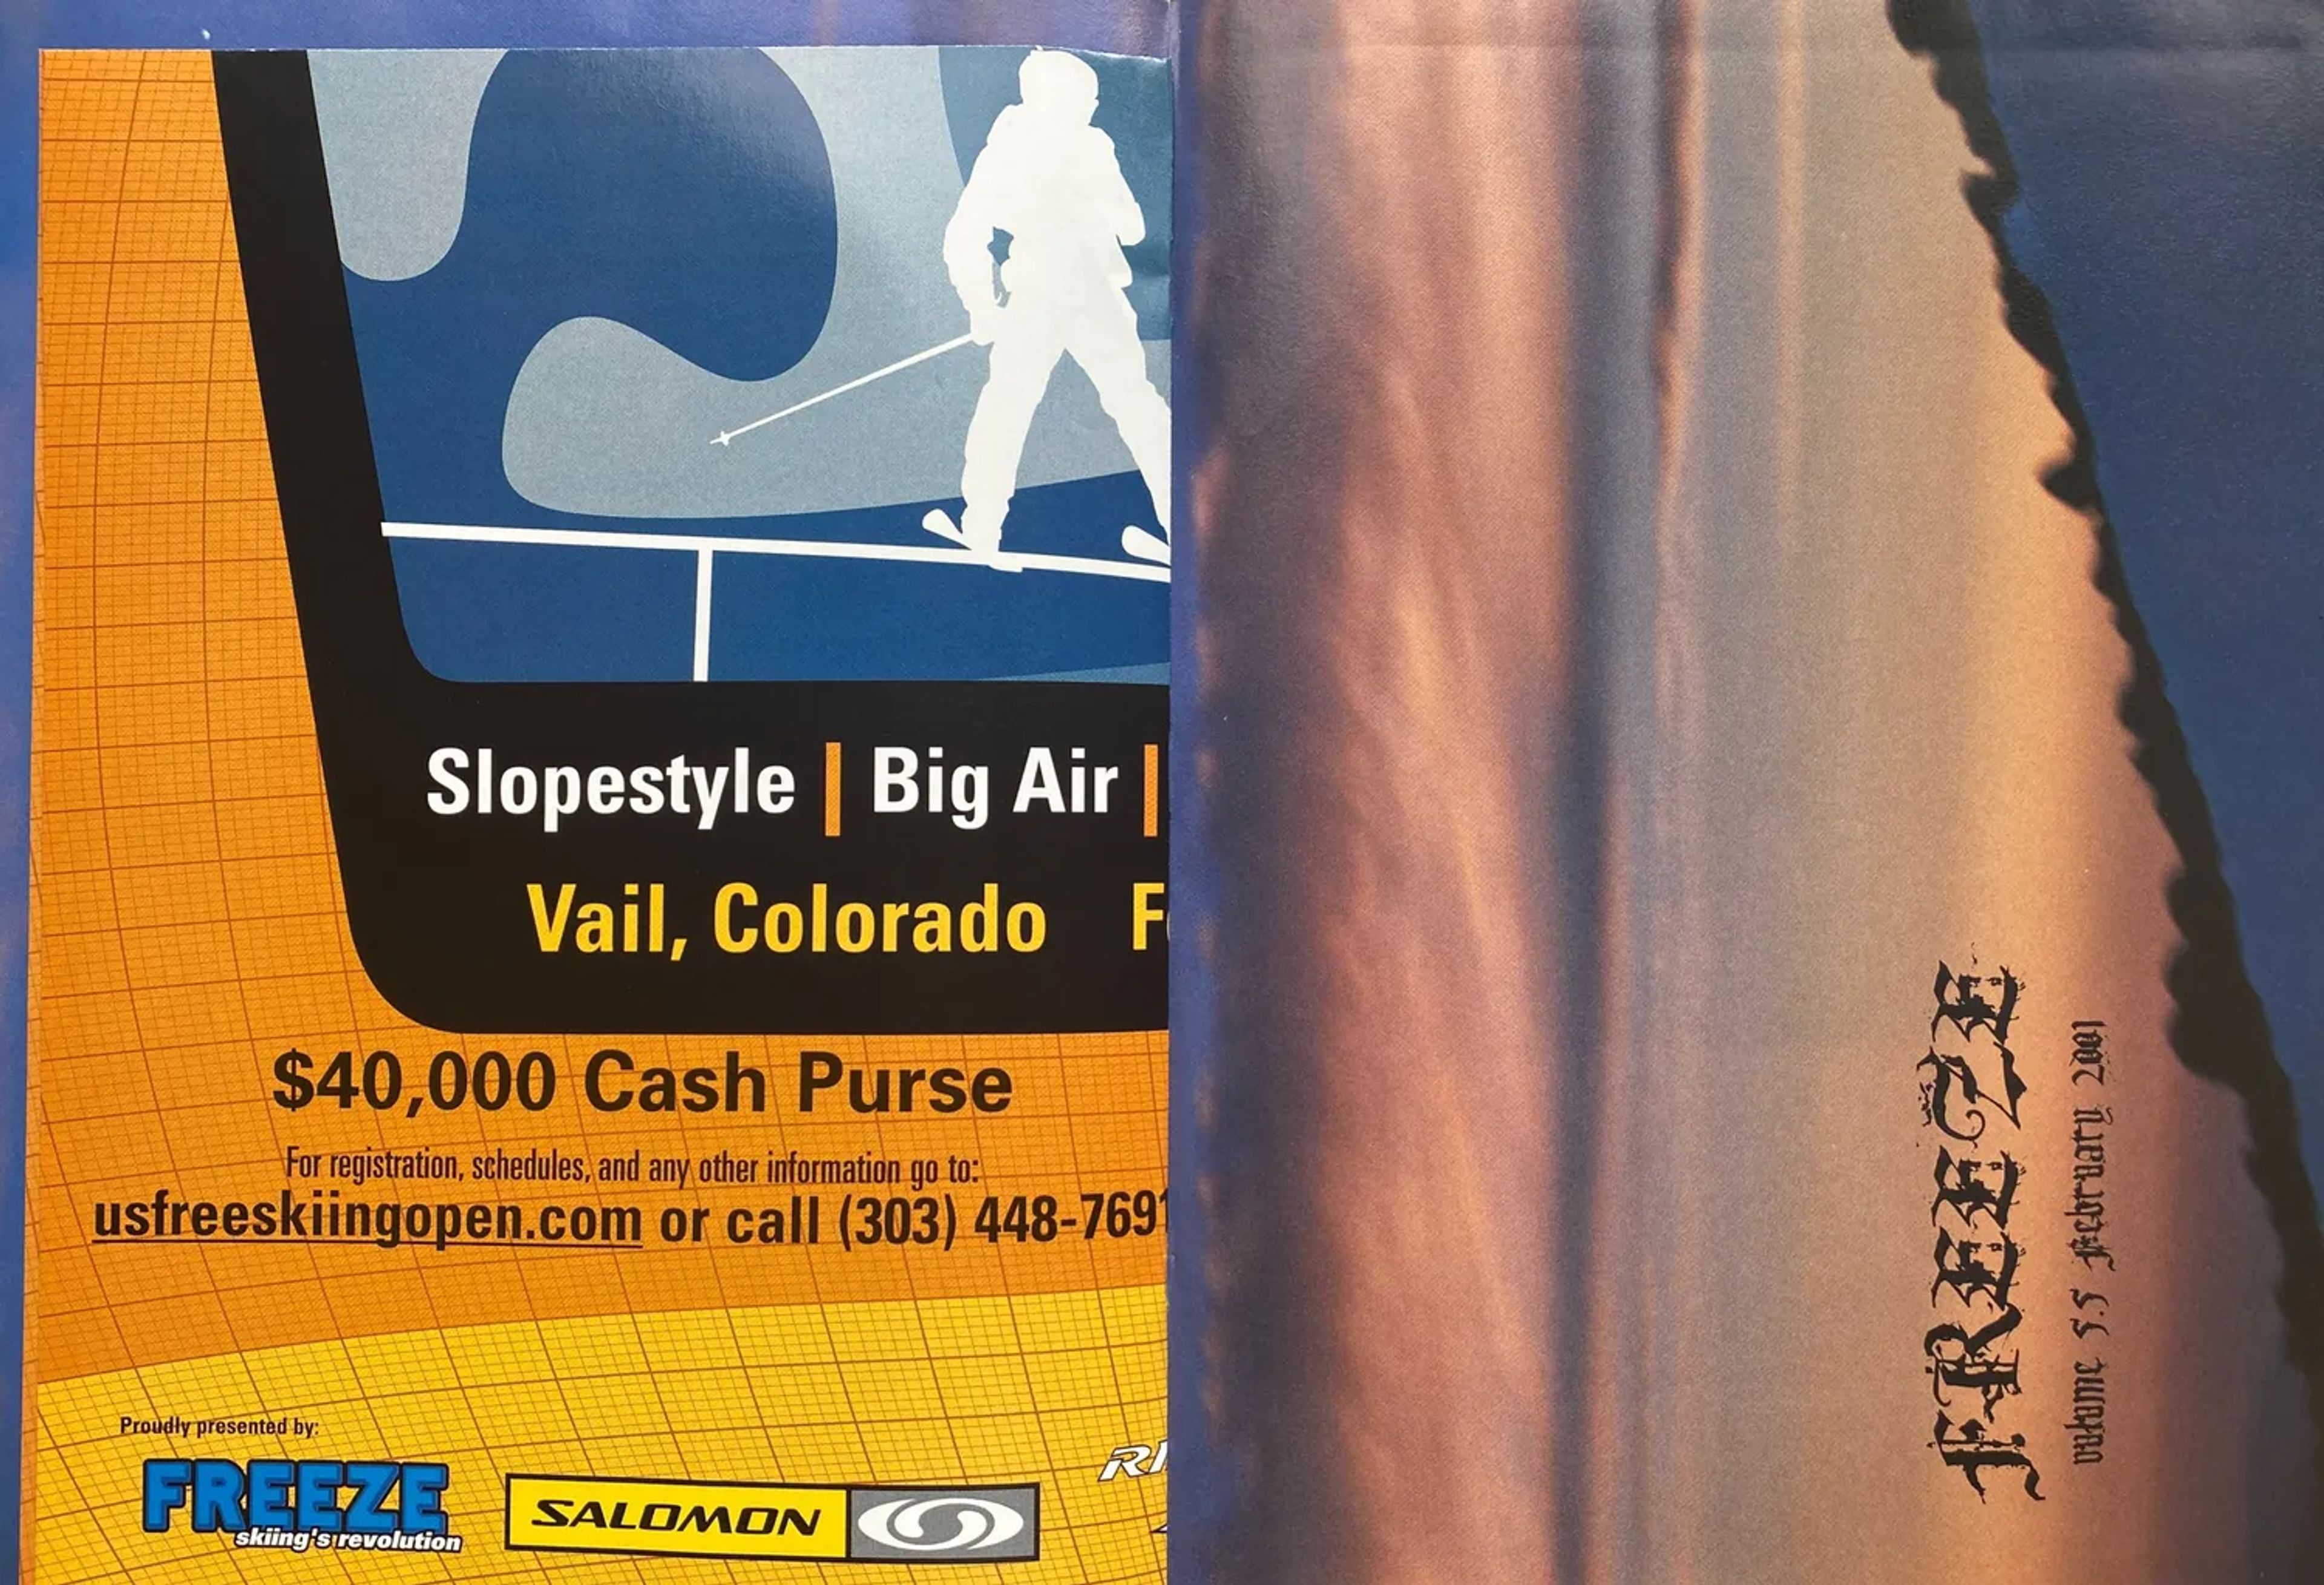 Slopestyle | Big Air |
Vail, Colorado
$40,000 Cash Purse
For registration, schedules, and any other information go to:
usfreeskiingopen.com or call (303) 448-7691
Proudly presented by:
FREEZE
skiing's revolution
SALOMON
FREEZE
volume 5.5 February 2001